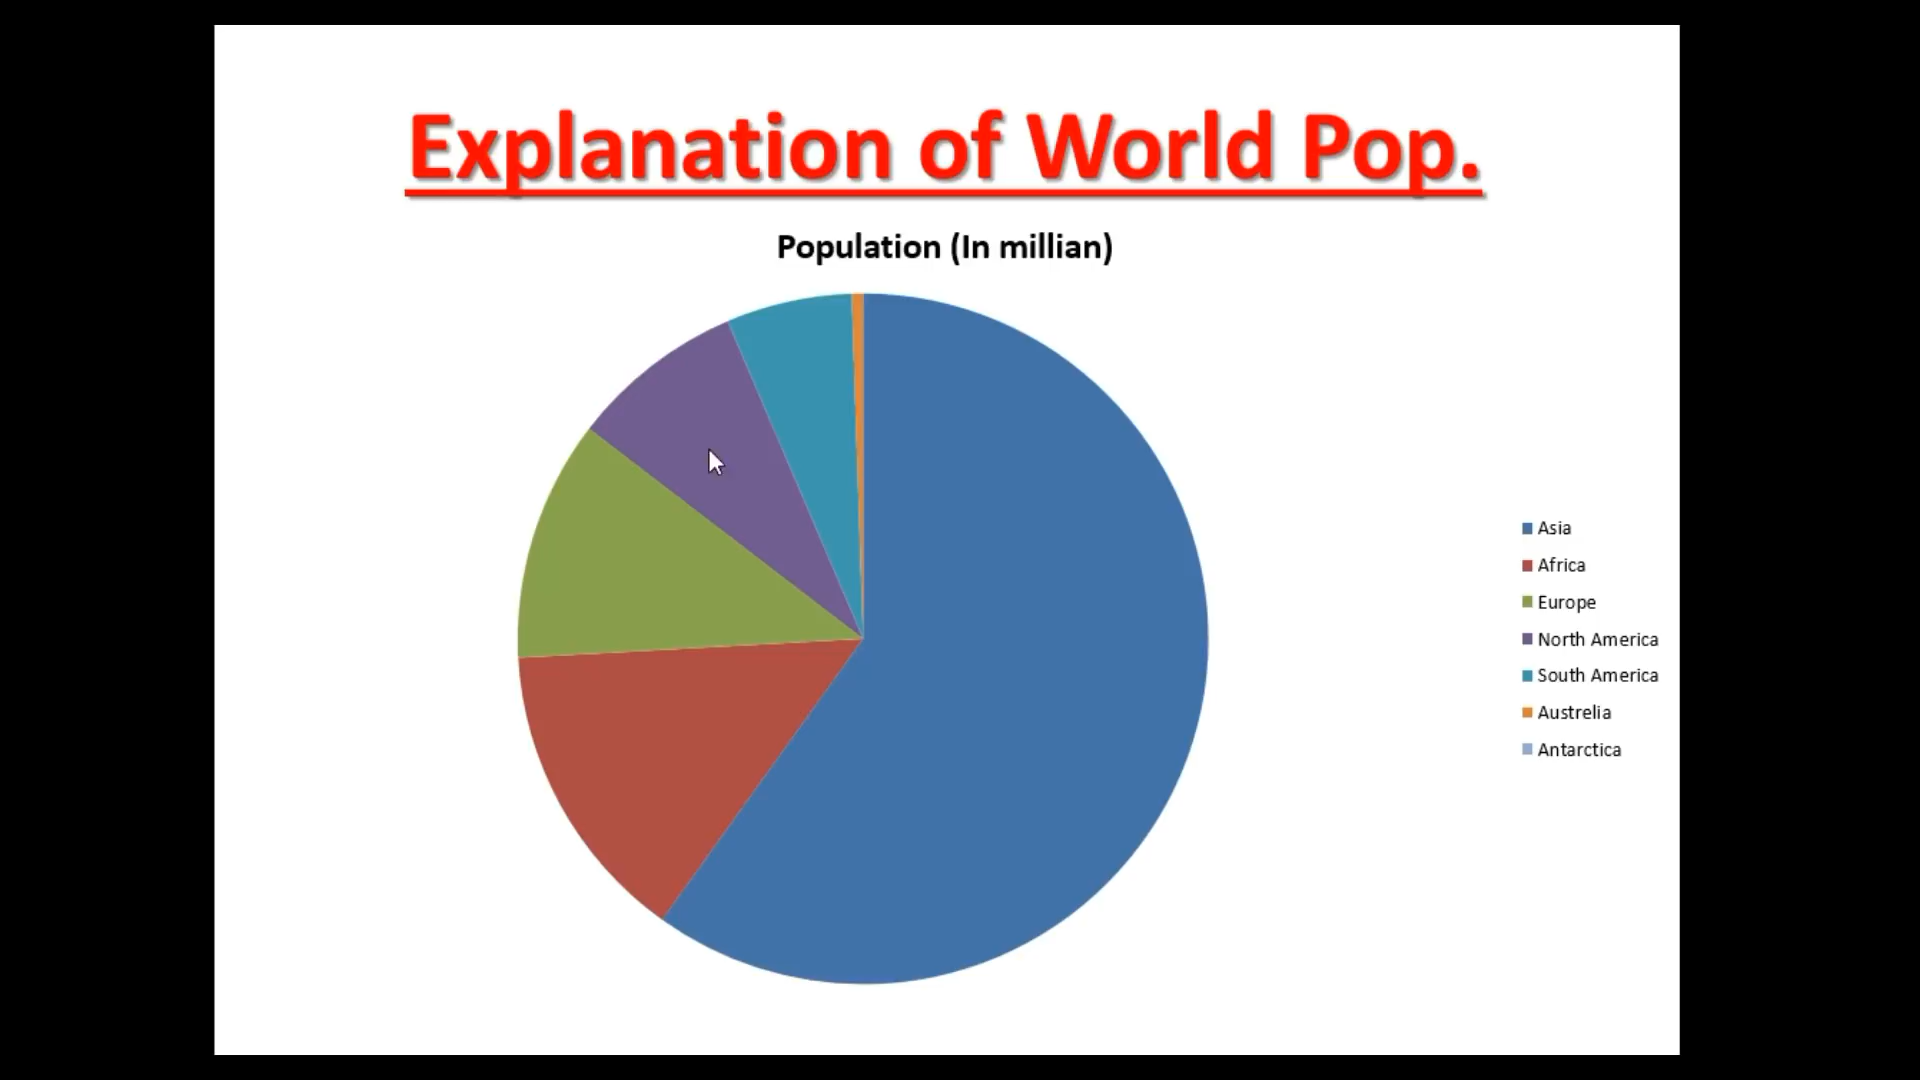 Explanation of World Pop.
Population (In millian)
Asia
Africa
Europe
North America
South America
Austrelia
Antarctica